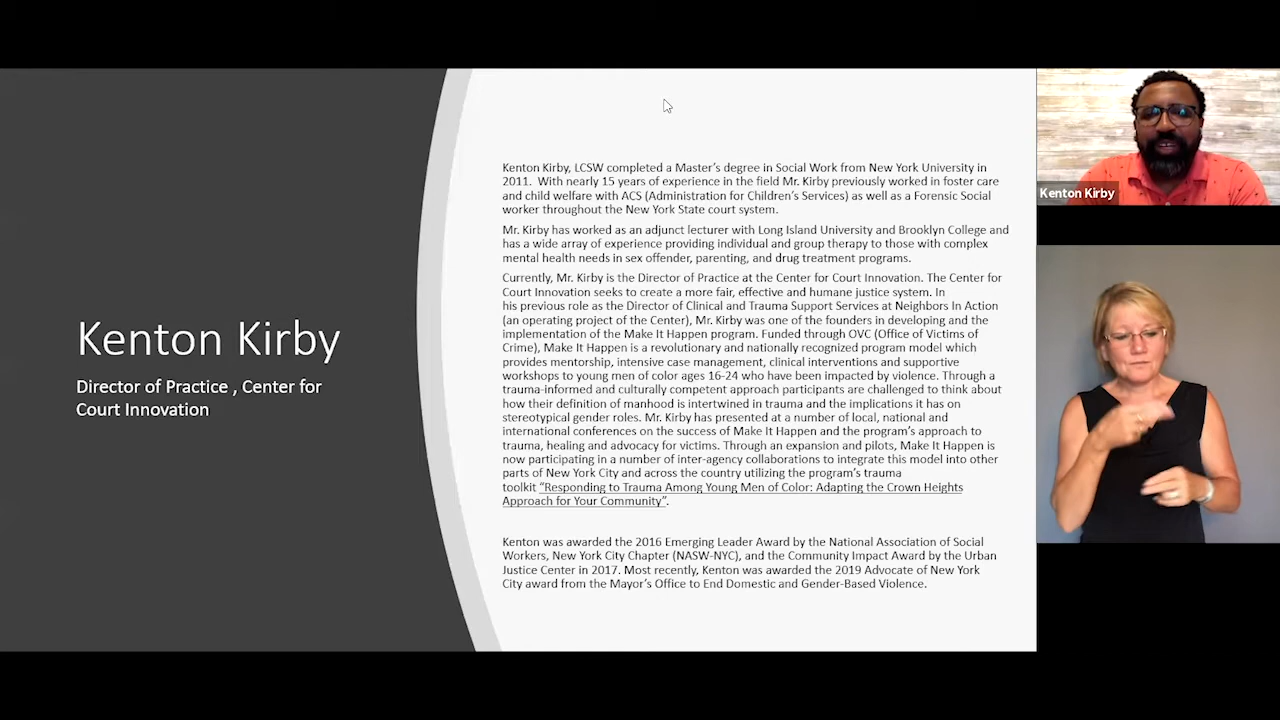 Kenton Kirby
Director of Practice , Center for
Court Innovation
Kenton Kirby, LCSW completed a Master's degree in Social Work from New York University in
2011.  With nearly 15 years of experience in the field Mr. Kirby previously worked in foster care
and child welfare with ACS (Administration for Children's Services) as well as a Forensic Social
worker throughout the New York State court system.
Mr. Kirby has worked as an adjunct lecturer with Long Island University and Brooklyn College and
has a wide array of experience providing individual and group therapy to those with complex
mental health needs in sex offender, parenting, and drug treatment programs.
Currently, Mr. Kirby is the Director of Practice at the Center for Court Innovation. The Center for
Court Innovation seeks to create a more fair, effective and humane justice system. In
his previous role as the Director of Clinical and Trauma Support Services at Neighbors In Action
(an operating project of the Center), Mr. Kirby was one of the founders in developing and the
implementation of the Make It Happen program. Funded through OVC (Office of Victims of
Crime), Make It Happen is a revolutionary and nationally recognized program model which
provides mentorship, intensive case management, clinical interventions and supportive
workshops to young men of color ages 16-24 who have been impacted by violence. Through a
trauma-informed and culturally competent approach participants are challenged to think about
how their definition of manhood is intertwined in trauma and the implications it has on
stereotypical gender roles. Mr. Kirby has presented at a number of local, national and
international conferences on the success of Make It Happen and the program's approach to
trauma, healing and advocacy for victims. Through an expansion and pilots, Make It Happen is
now participating in a number of inter-agency collaborations to integrate this model into other
parts of New York City and across the country utilizing the program's trauma
toolkit "Responding to Trauma Among Young Men of Color: Adapting the Crown Heights
Approach for Your Community".
Kenton was awarded the 2016 Emerging Leader Award by the National Association of Social
Workers, New York City Chapter (NASW-NYC), and the Community Impact Award by the Urban
Justice Center in 2017. Most recently, Kenton was awarded the 2019 Advocate of New York
City award from the Mayor's Office to End Domestic and Gender-Based Violence.
Kenton Kirby